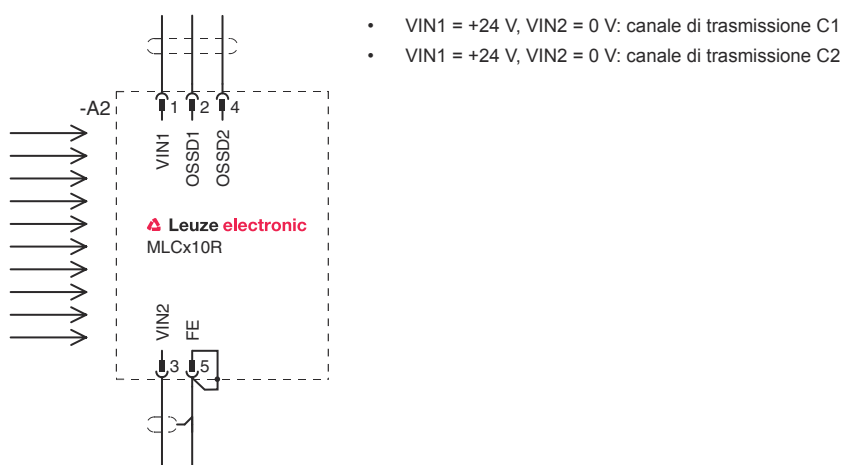 • VIN1 = +24 V, VIN2 = 0 V: canale di trasmissione C1
• VIN1 = +24 V, VIN2 = 0 V: canale di trasmissione C2
-A2
1 2 4
VIN1 OSSD1 OSSD2
Leuze electronic
MLCx10R
VIN2 FE
3 5